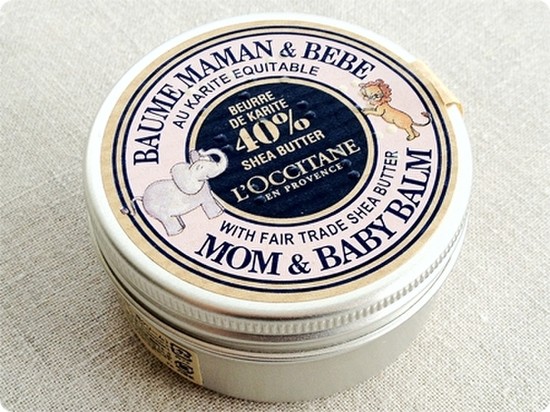 BAUME MAMAN & BEBE
AU KARITE EQUITABLE
BEURRE
DE KARITE
40%
SHEA BUTTER
L'OCCITANE
EN PROVENCE
WITH FAIR TRADE SHEA BUTTER
MOM & BABY BALM